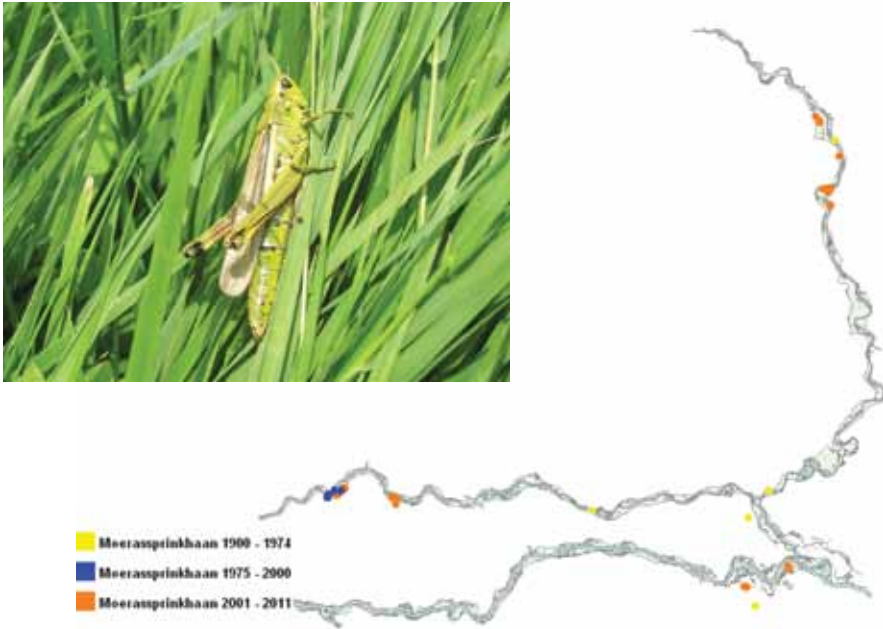 Moerassprinkhaan 1900 - 1974
Moerassprinkhaan 1975 - 2000
Moerassprinkhaan 2001 - 2011